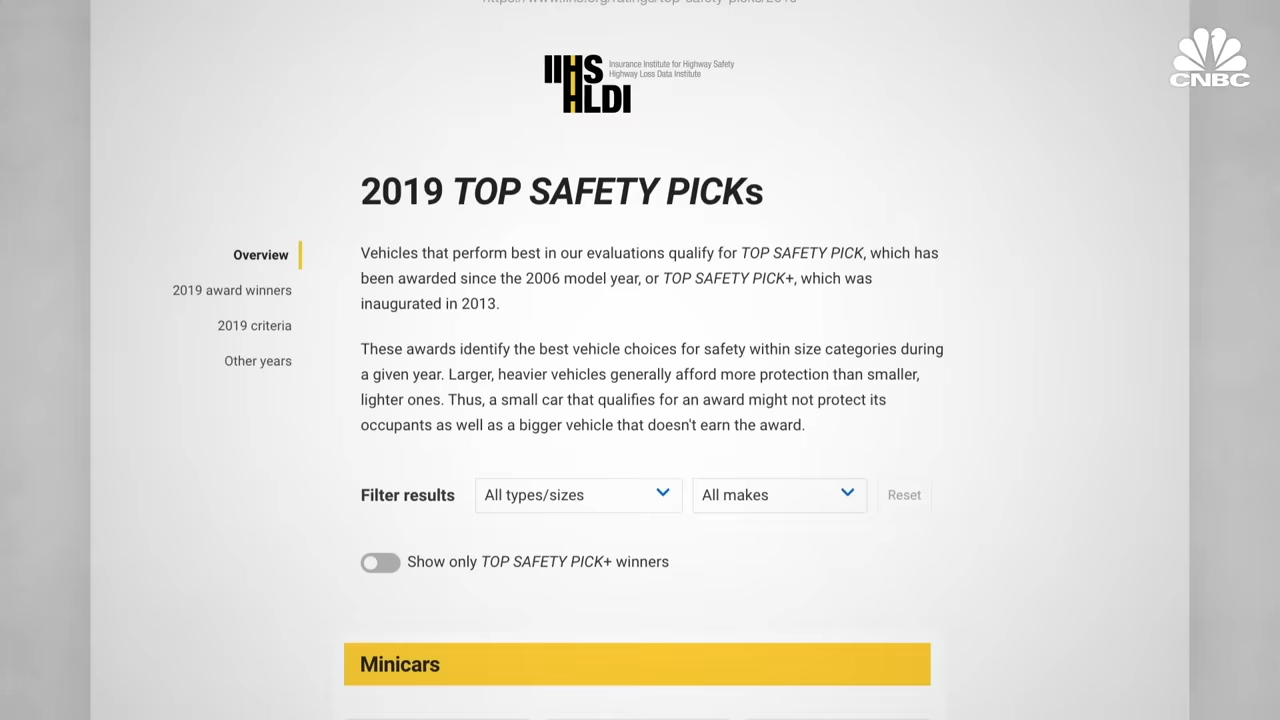 IIHS Insurance Institute for Highway Safety
Highway Loss Data Institute
HLDI
CNBC
2019 TOP SAFETY PICKs
Overview
2019 award winners
2019 criteria
Other years
Vehicles that perform best in our evaluations qualify for TOP SAFETY PICK, which has
been awarded since the 2006 model year, or TOP SAFETY PICK+, which was
inaugurated in 2013.
These awards identify the best vehicle choices for safety within size categories during
a given year. Larger, heavier vehicles generally afford more protection than smaller,
lighter ones. Thus, a small car that qualifies for an award might not protect its
occupants as well as a bigger vehicle that doesn't earn the award.
Filter results All types/sizes All makes Reset
Show only TOP SAFETY PICK+ winners
Minicars